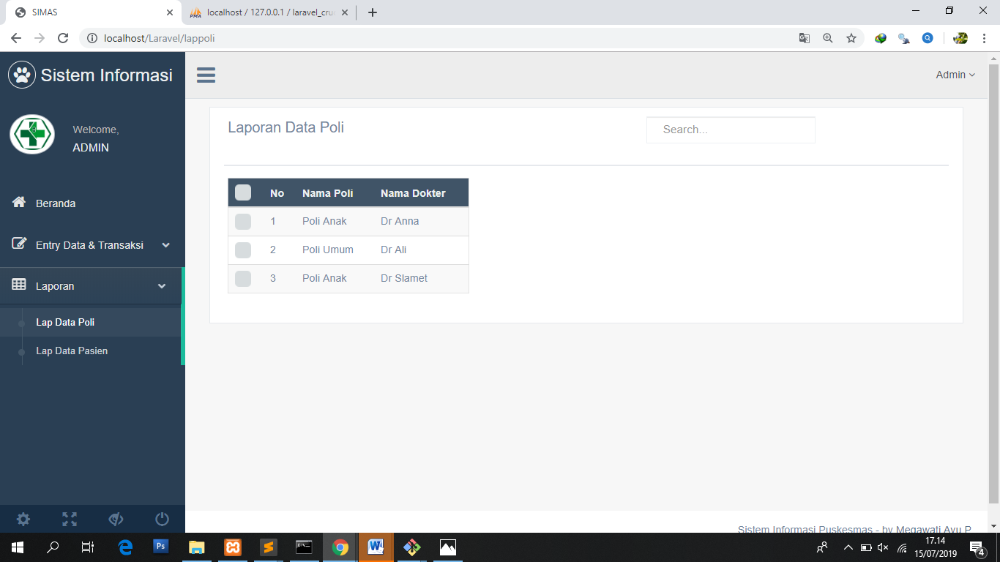 SIMAS
localhost / 127.0.0.1 / laravel_cru
localhost/Laravel/lappoli
Sistem Informasi
Admin
Welcome,
ADMIN
Laporan Data Poli
Search...
Beranda
Entry Data & Transaksi
Laporan
Lap Data Poli
Lap Data Pasien
No Nama Poli Nama Dokter
1 Poli Anak Dr Anna
2 Poli Umum Dr Ali
3 Poli Anak Dr Slamet
Sistem Informasi Puskesmas - by Megawati Ayu P
Ps
17.14
15/07/2019
4